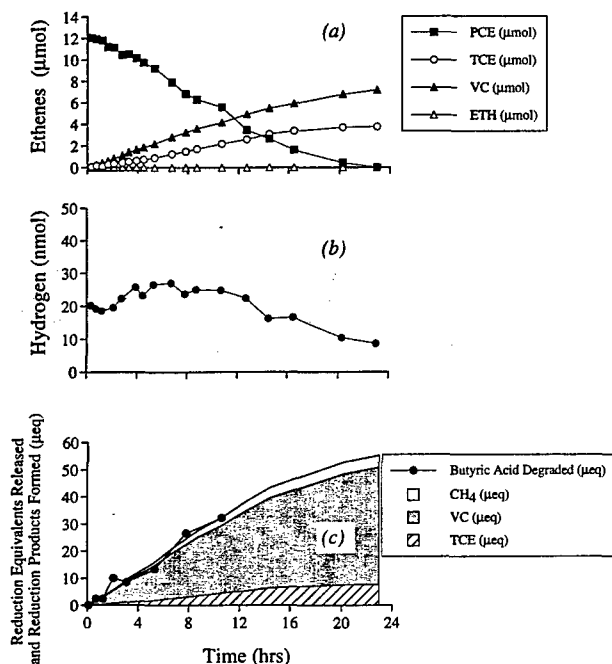 (a)
Ethenes (µmol)
14
12
10
8
6
4
2
0
PCE (µmol)
TCE (µmol)
VC (µmol)
ETH (µmol)
(b)
Hydrogen (nmol)
50
40
30
20
10
0
(c)
Reduction Equivalents Released
and Reduction Products Formed (µeq)
60
50
40
30
20
10
0
Butyric Acid Degraded (µeq)
CH4 (µeq)
VC (µeq)
TCE (µeq)
0 4 8 12 16 20 24
Time (hrs)